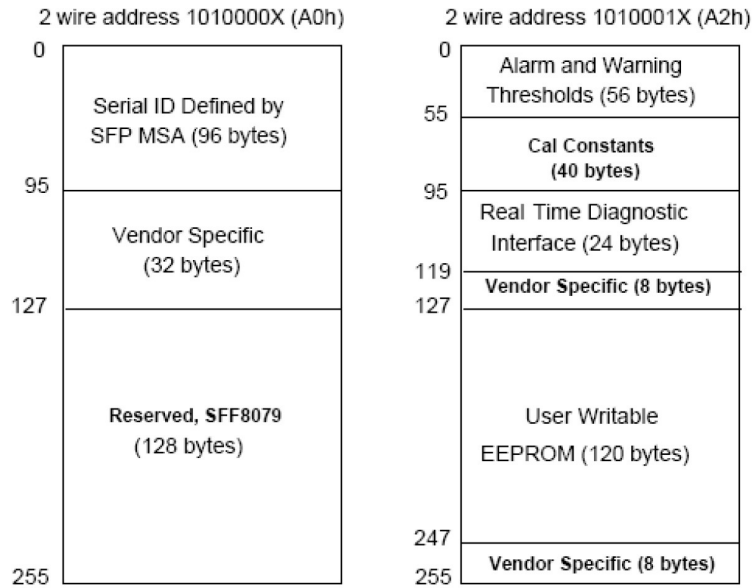 2 wire address 1010000X (A0h)
0
Serial ID Defined by
SFP MSA (96 bytes)
95
Vendor Specific
(32 bytes)
127
Reserved, SFF8079
(128 bytes)
255
2 wire address 1010001X (A2h)
0
Alarm and Warning
Thresholds (56 bytes)
55
Cal Constants
(40 bytes)
95
Real Time Diagnostic
Interface (24 bytes)
119
Vendor Specific (8 bytes)
127
User Writable
EEPROM (120 bytes)
247
Vendor Specific (8 bytes)
255